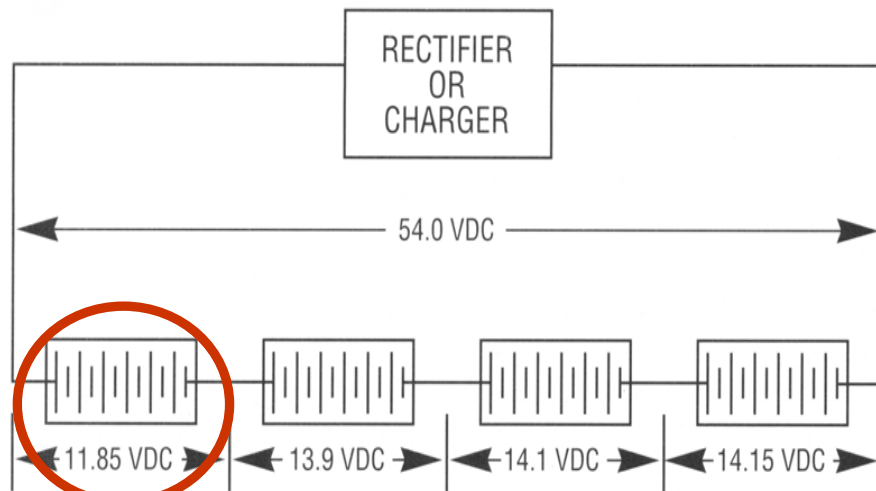 RECTIFIER
OR
CHARGER
54.0 VDC
11.85 VDC 13.9 VDC 14.1 VDC 14.15 VDC